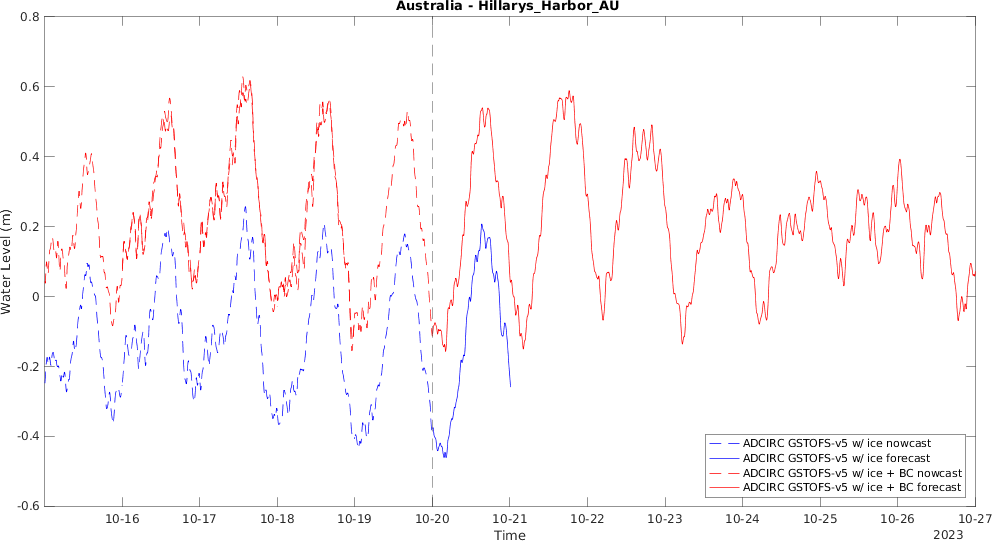 Australia - Hillarys_Harbor_AU
0.8
0.6
0.4
0.2
0
-0.2
-0.4
-0.6
Water Level (m)
ADCIRC GSTOFS-v5 w/ ice nowcast
ADCIRC GSTOFS-v5 w/ ice forecast
ADCIRC GSTOFS-v5 w/ ice + BC nowcast
ADCIRC GSTOFS-v5 w/ ice + BC forecast
10-16 10-17 10-18 10-19 10-20 10-21 10-22 10-23 10-24 10-25 10-26 10-27
Time
2023